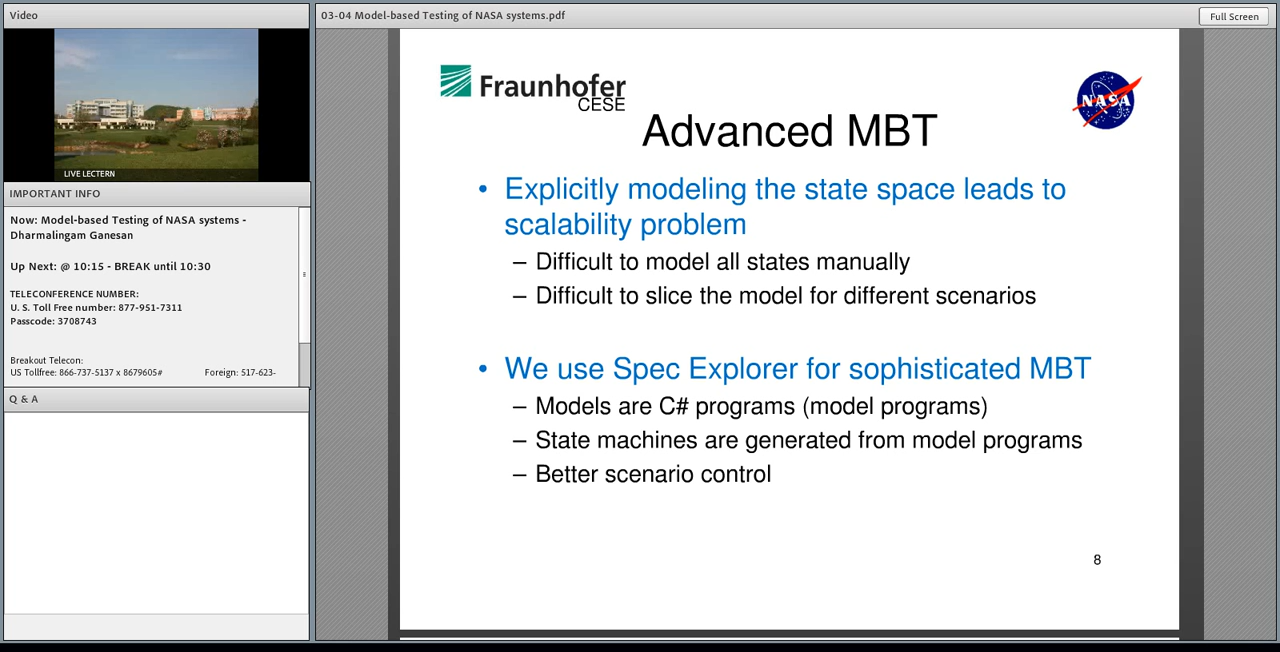 Video
LIVE LECTERN
IMPORTANT INFO
Now: Model-based Testing of NASA systems -
Dharmalingam Ganesan
Up Next: @ 10:15 - BREAK until 10:30
TELECONFERENCE NUMBER:
U. S. Toll Free number: 877-951-7311
Passcode: 3708743
Breakout Telecon:
US Tollfree: 866-737-5137 x 8679605# Foreign: 517-623-
Q & A
03-04 Model-based Testing of NASA systems.pdf
Full Screen
Fraunhofer
CESE
NASA
Advanced MBT
• Explicitly modeling the state space leads to
scalability problem
– Difficult to model all states manually
– Difficult to slice the model for different scenarios
• We use Spec Explorer for sophisticated MBT
– Models are C# programs (model programs)
– State machines are generated from model programs
– Better scenario control
8